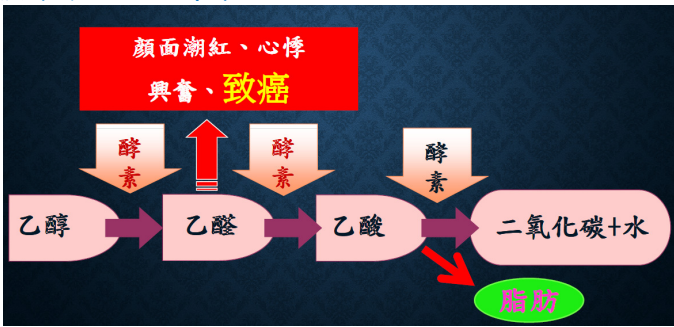 顏面潮紅、心悸
興奮、致癌
酵素
酵素
酵素
乙醇
乙醛
乙酸
二氧化碳+水
脂肪